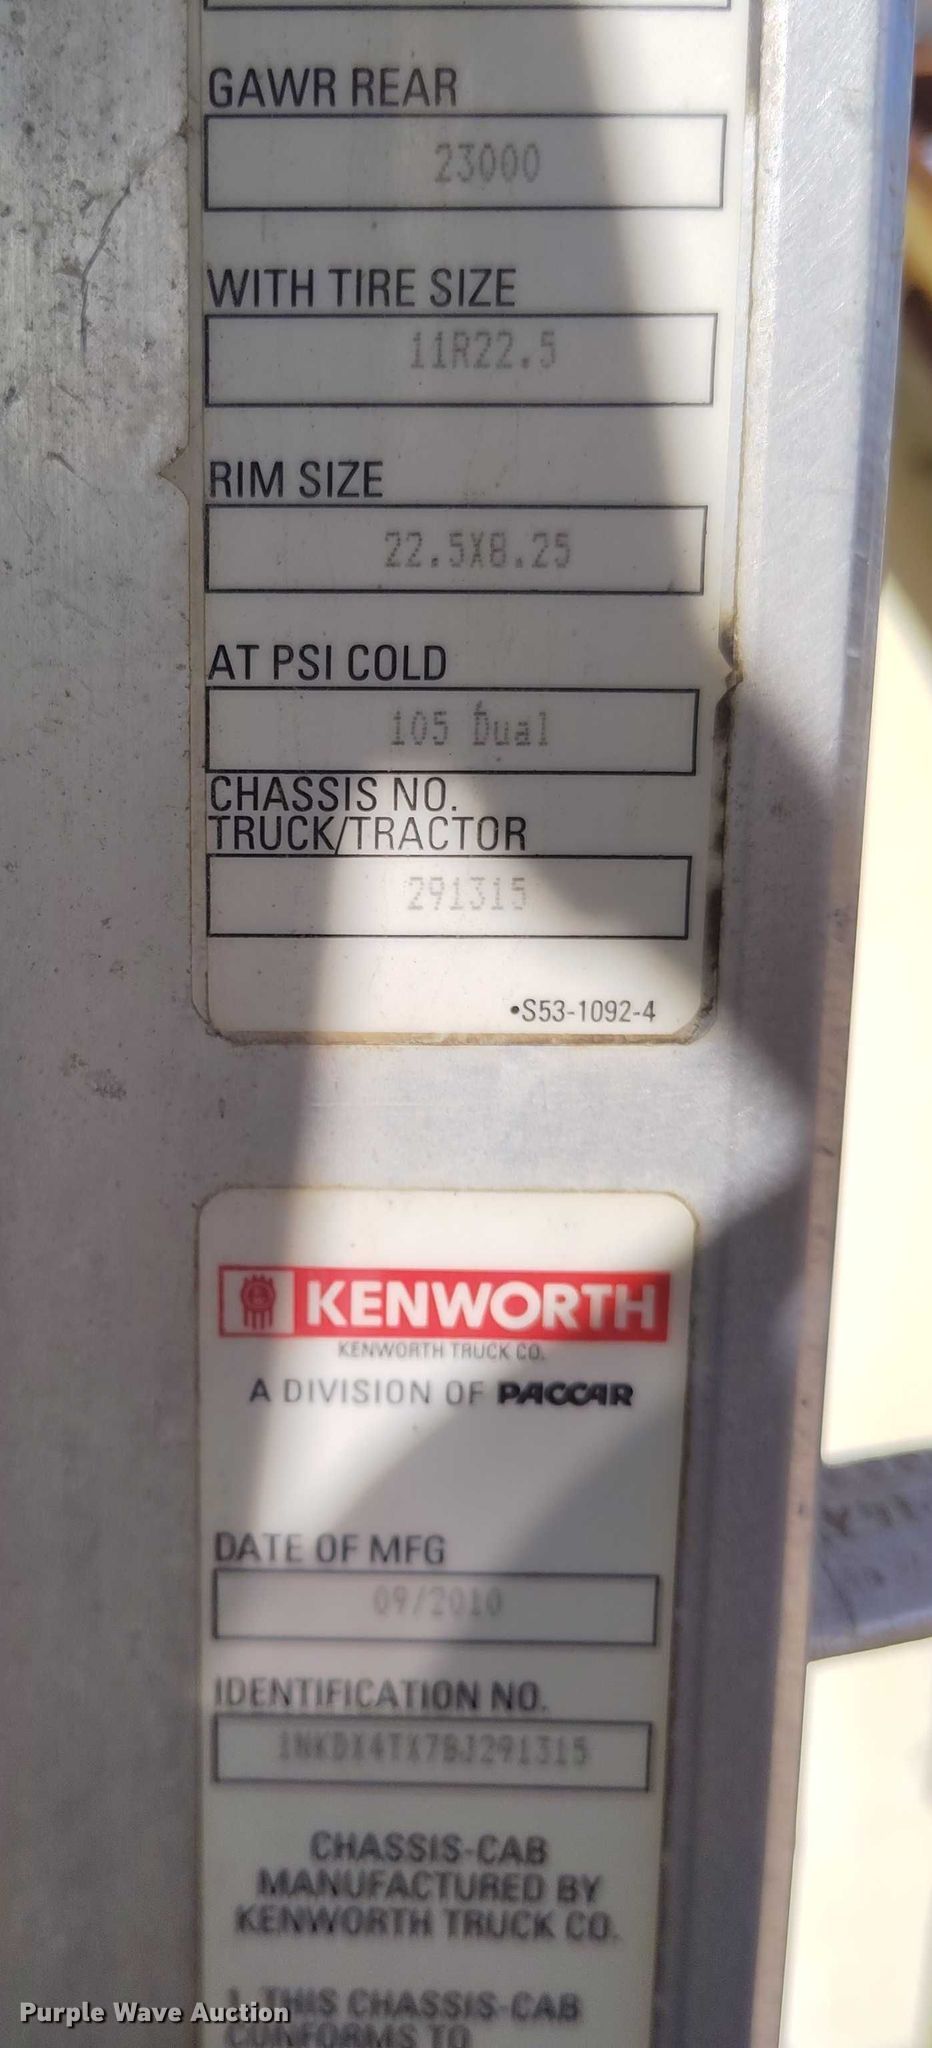 GAWR REAR
23000
WITH TIRE SIZE
11R22.5
RIM SIZE
22.5X8.25
AT PSI COLD
105 Dual
CHASSIS NO.
TRUCK/TRACTOR
291315
•S53-1092-4
KENWORTH
KENWORTH TRUCK CO.
A DIVISION OF PACCAR
DATE OF MFG
09/2010
IDENTIFICATION NO.
1NKDX4TX7BJ291315
CHASSIS-CAB
MANUFACTURED BY
KENWORTH TRUCK CO.
1. THIS CHASSIS-CAB
CONFORMS TO
Purple Wave Auction